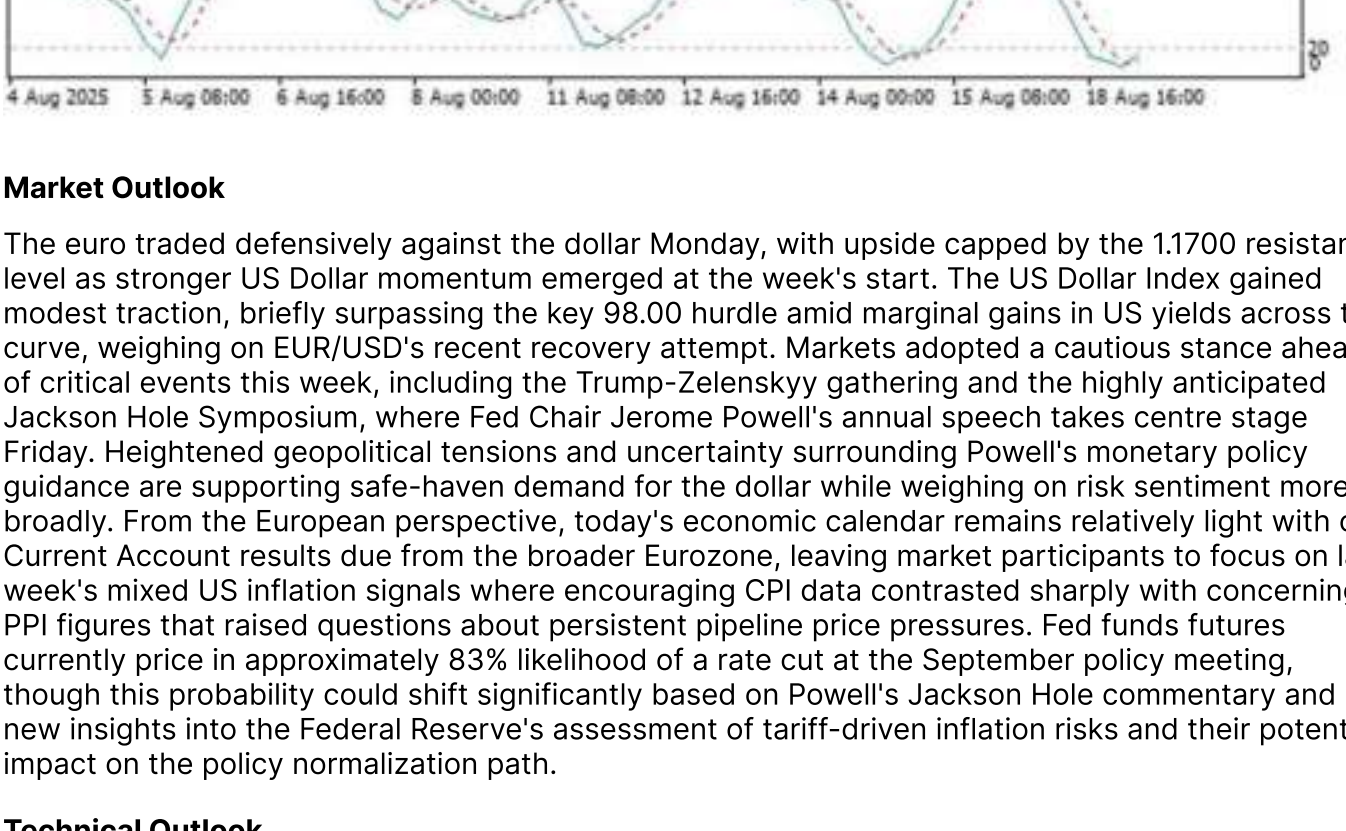 20
0
4 Aug 2025 5 Aug 08:00 6 Aug 16:00 8 Aug 00:00 11 Aug 08:00 12 Aug 16:00 14 Aug 00:00 15 Aug 08:00 18 Aug 16:00
Market Outlook
The euro traded defensively against the dollar Monday, with upside capped by the 1.1700
level as stronger US Dollar momentum emerged at the week's start. The US Dollar Index gained
modest traction, briefly surpassing the key 98.00 hurdle amid marginal gains in US yields across
curve, weighing on EUR/USD's recent recovery attempt. Markets adopted a cautious stance
of critical events this week, including the Trump-Zelenskyy gathering and the highly anticipated
Jackson Hole Symposium, where Fed Chair Jerome Powell's annual speech takes centre stage
Friday. Heightened geopolitical tensions and uncertainty surrounding Powell's monetary policy
guidance are supporting safe-haven demand for the dollar while weighing on risk sentiment more
broadly. From the European perspective, today's economic calendar remains relatively light with
Current Account results due from the broader Eurozone, leaving market participants to focus on
week's mixed US inflation signals where encouraging CPI data contrasted sharply with concerning
PPI figures that raised questions about persistent pipeline price pressures. Fed funds futures
currently price in approximately 83% likelihood of a rate cut at the September policy meeting,
though this probability could shift significantly based on Powell's Jackson Hole commentary and
new insights into the Federal Reserve's assessment of tariff-driven inflation risks and their
impact on the policy normalization path.
Technical Outlook